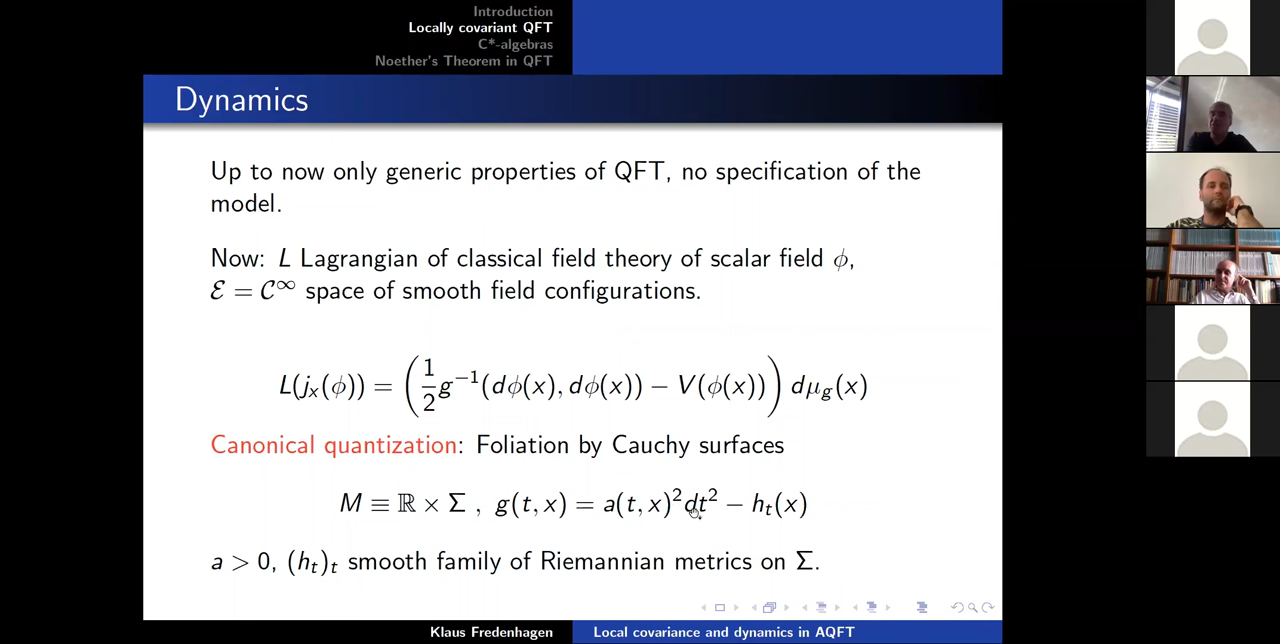 Introduction
Locally covariant QFT
C*-algebras
Noether's Theorem in QFT
Dynamics
Up to now only generic properties of QFT, no specification of the
model.
Now: L Lagrangian of classical field theory of scalar field ϕ,
ℰ = 𝒞^∞ space of smooth field configurations.
L(j_x(ϕ)) = (1/2 g^{-1}(dϕ(x), dϕ(x)) − V(ϕ(x))) dμ_g(x)
Canonical quantization: Foliation by Cauchy surfaces
M ≡ ℝ × Σ , g(t, x) = a(t, x)²dt² − h_t(x)
a > 0, (h_t)_t smooth family of Riemannian metrics on Σ.
Klaus Fredenhagen
Local covariance and dynamics in AQFT